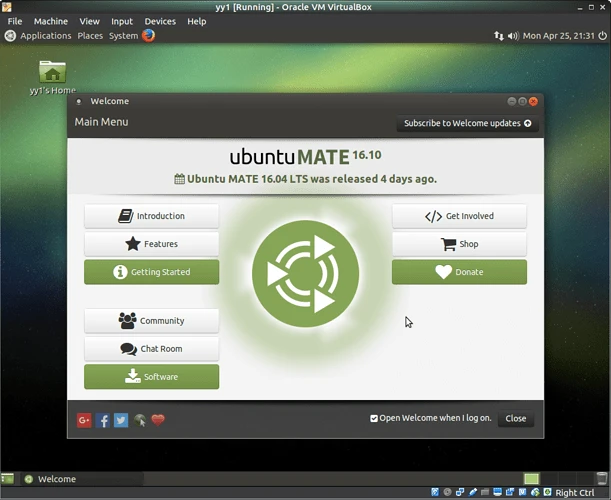 yy1 [Running] - Oracle VM VirtualBox
File Machine View Input Devices Help
Applications Places System Mon Apr 25, 21:31
yy1's Home
Welcome
Main Menu Subscribe to Welcome updates
ubuntu MATE 16.10
Ubuntu MATE 16.04 LTS was released 4 days ago.
Introduction Get Involved
Features Shop
Getting Started Donate
Community
Chat Room
Software
G+ f Open Welcome when I log on. Close
Welcome
Right Ctrl